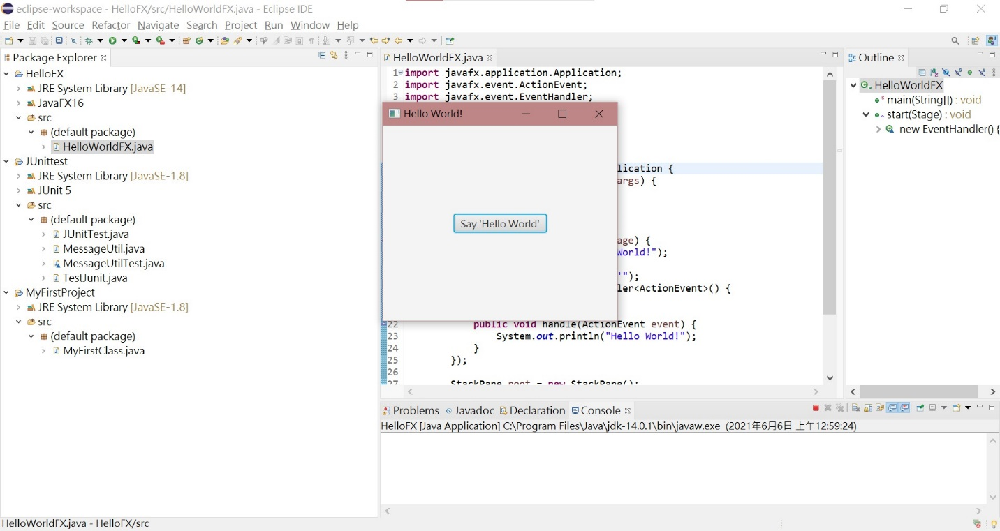 eclipse-workspace - HelloFX/src/HelloWorldFX.java - Eclipse IDE
File Edit Source Refactor Navigate Search Project Run Window Help
Package Explorer
HelloFX
JRE System Library [JavaSE-14]
JavaFX16
src
(default package)
HelloWorldFX.java
JUnittest
JRE System Library [JavaSE-1.8]
JUnit 5
src
(default package)
JUnitTest.java
MessageUtil.java
MessageUtilTest.java
TestJunit.java
MyFirstProject
JRE System Library [JavaSE-1.8]
src
(default package)
MyFirstClass.java
HelloWorldFX.java
1 import javafx.application.Application;
2 import javafx.event.ActionEvent;
3 import javafx.event.EventHandler;
Hello World!
Say 'Hello World'
lication {
args) {
age) {
World!");
'");
ler<ActionEvent>() {
22 public void handle(ActionEvent event) {
23 System.out.println("Hello World!");
24 }
25 });
26
27 StackPane root = new StackPane();
Outline
HelloWorldFX
main(String[]) : void
start(Stage) : void
new EventHandler() {
Problems Javadoc Declaration Console
HelloFX [Java Application] C:\Program Files\Java\jdk-14.0.1\bin\javaw.exe (2021年6月6日 上午12:59:24)
HelloWorldFX.java - HelloFX/src